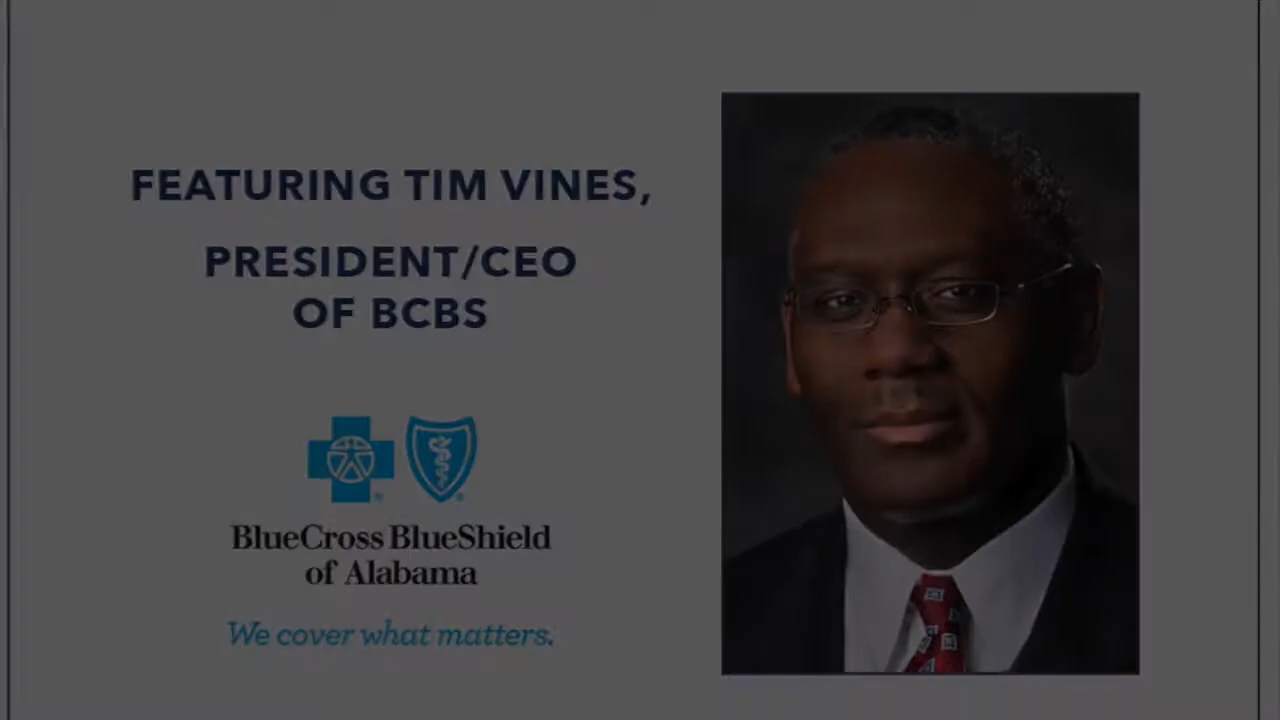 FEATURING TIM VINES,
PRESIDENT/CEO
OF BCBS
BlueCross BlueShield
of Alabama
We cover what matters.